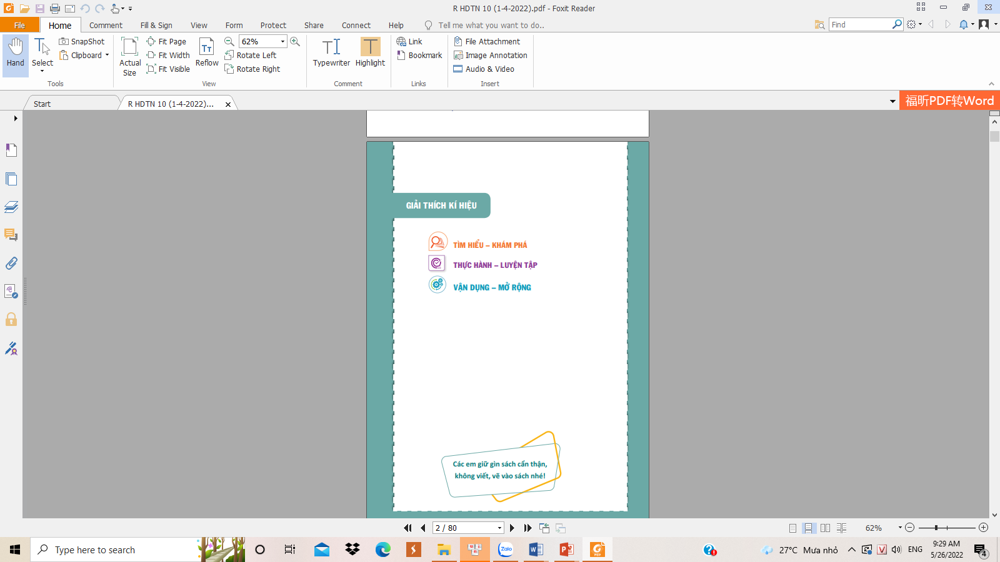 R HDTN 10 (1-4-2022).pdf - Foxit Reader
File Home Comment Fill & Sign View Form Protect Share Connect Help Tell me what you want to do.. Find
Hand
Select
SnapShot
Clipboard
Tools
Actual
Size
Fit Page
Fit Width
Fit Visible
Reflow
62%
Rotate Left
Rotate Right
View
Typewriter
Highlight
Comment
Link
Bookmark
Links
File Attachment
Image Annotation
Audio & Video
Insert
Start
R HDTN 10 (1-4-2022)...
福昕PDF转Word
GIẢI THÍCH KÍ HIỆU
TÌM HIỂU – KHÁM PHÁ
THỰC HÀNH – LUYỆN TẬP
VẬN DỤNG – MỞ RỘNG
Các em giữ gìn sách cẩn thận,
không viết, vẽ vào sách nhé!
2 / 80
62%
Type here to search
Zalo
27°C Mưa nhỏ
ENG
9:29 AM
5/26/2022
4